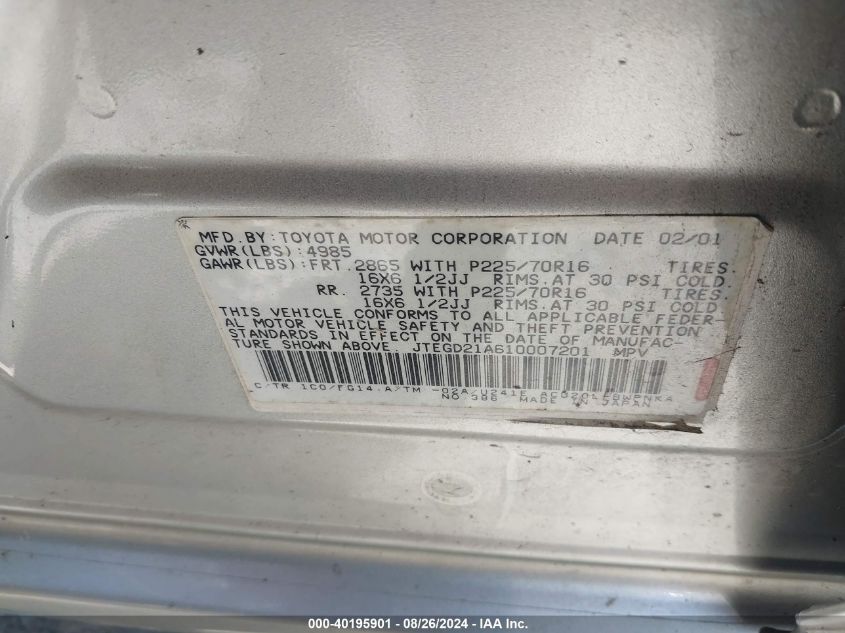 MFD. BY: TOYOTA MOTOR CORPORATION DATE 02/01
GVWR(LBS):4985
GAWR(LBS):FRT. 2865 WITH P225/70R16 TIRES.
16X6 1/2JJ RIMS.AT 30 PSI COLD.
RR. 2735 WITH P225/70R16 TIRES.
16X6 1/2JJ RIMS.AT 30 PSI COLD
THIS VEHICLE CONFORMS TO ALL APPLICABLE FEDER-
AL MOTOR VEHICLE SAFETY AND THEFT PREVENTION
STANDARDS IN EFFECT ON THE DATE OF MANUFAC-
TURE SHOWN ABOVE. JTEGD21A610007201 MPV
C/TR 1C0/FG14 A/TM -02A/U241E
NO.386 MADE IN JAPAN
000-40195901 - 08/26/2024 - IAA Inc.